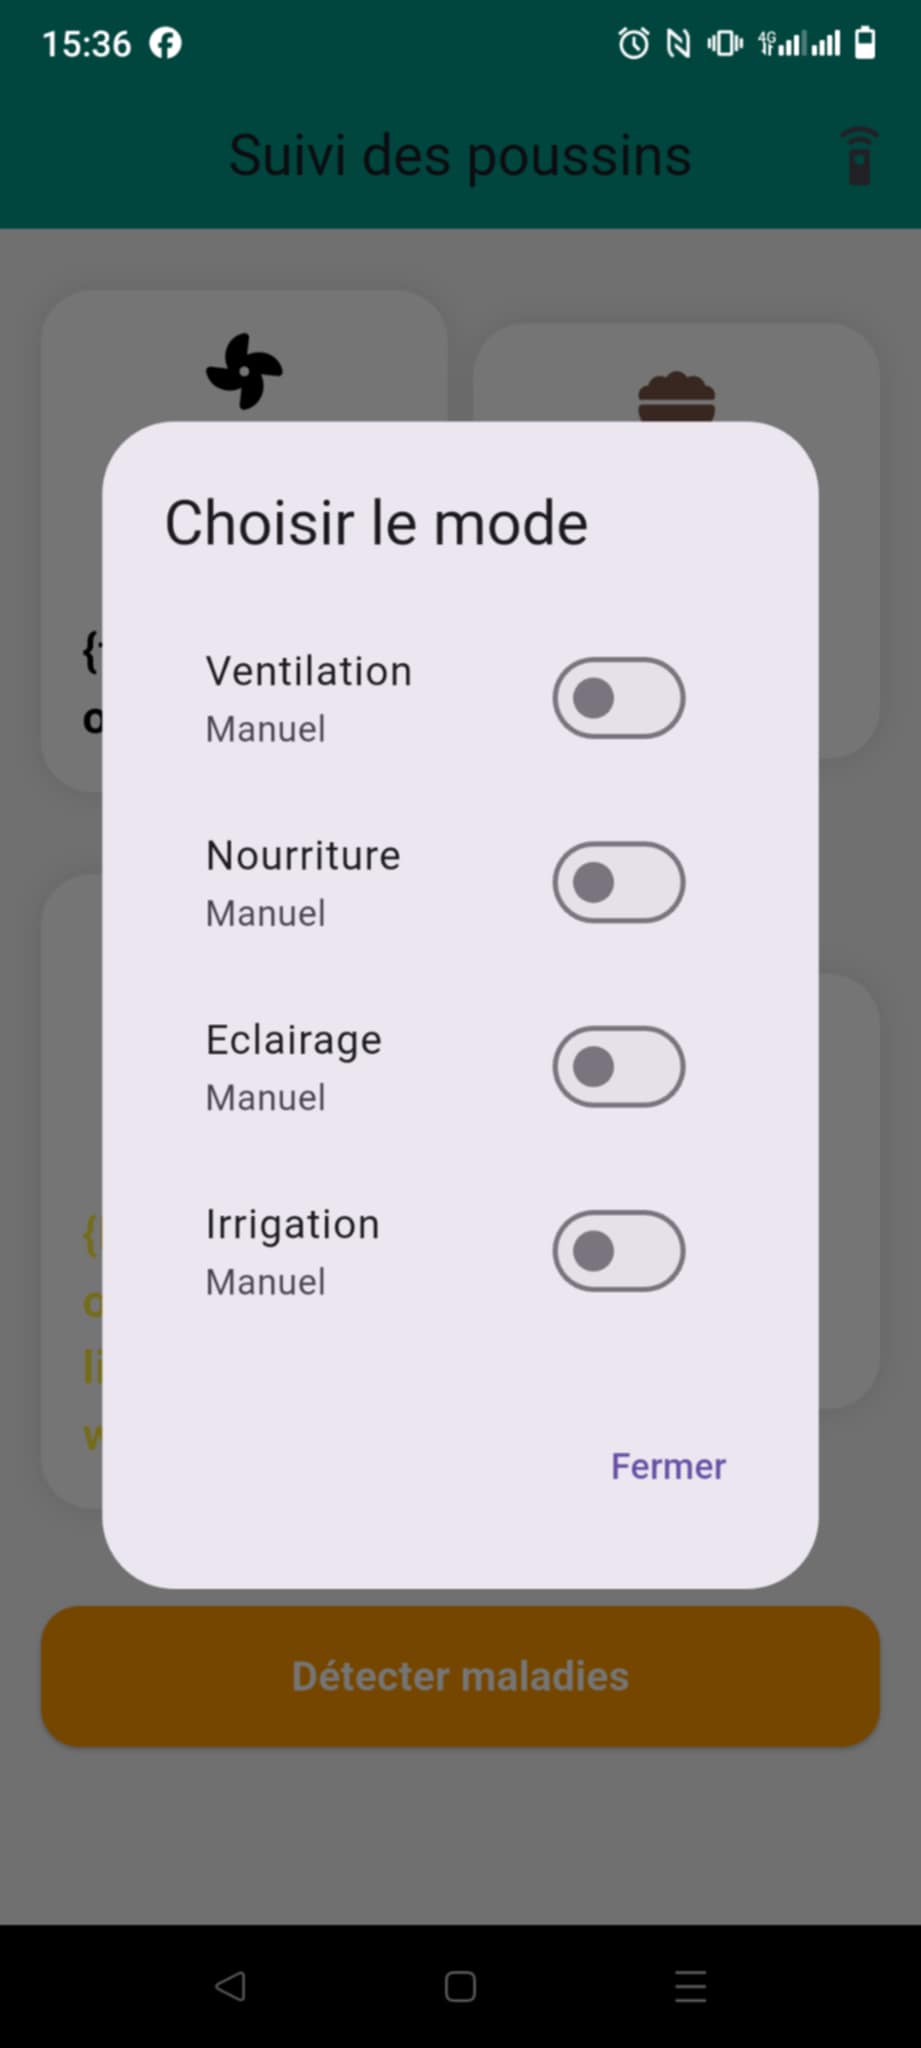 15:36
4G
Suivi des poussins
Choisir le mode
Ventilation
Manuel
Nourriture
Manuel
Eclairage
Manuel
Irrigation
Manuel
Fermer
Détecter maladies